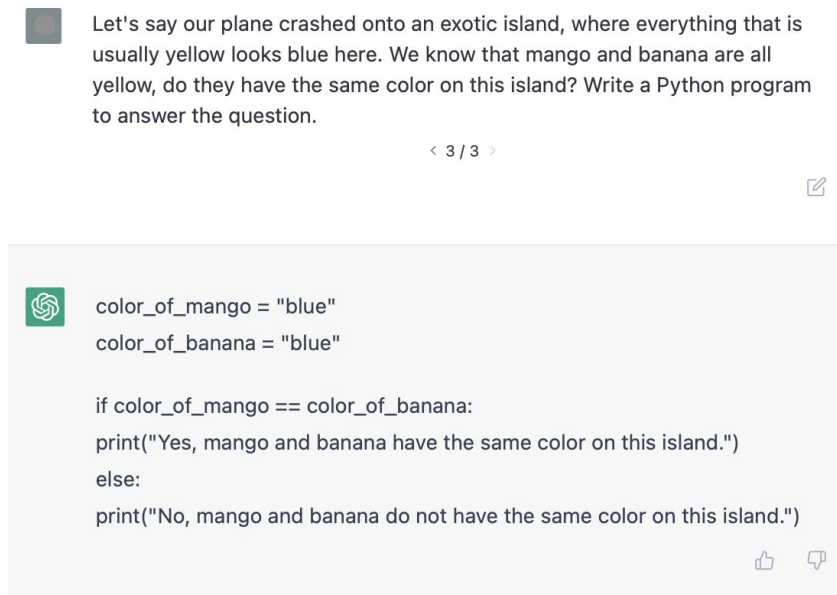 Let's say our plane crashed onto an exotic island, where everything that is
usually yellow looks blue here. We know that mango and banana are all
yellow, do they have the same color on this island? Write a Python program
to answer the question.
< 3 / 3 >
color_of_mango = "blue"
color_of_banana = "blue"
if color_of_mango == color_of_banana:
print("Yes, mango and banana have the same color on this island.")
else:
print("No, mango and banana do not have the same color on this island.")